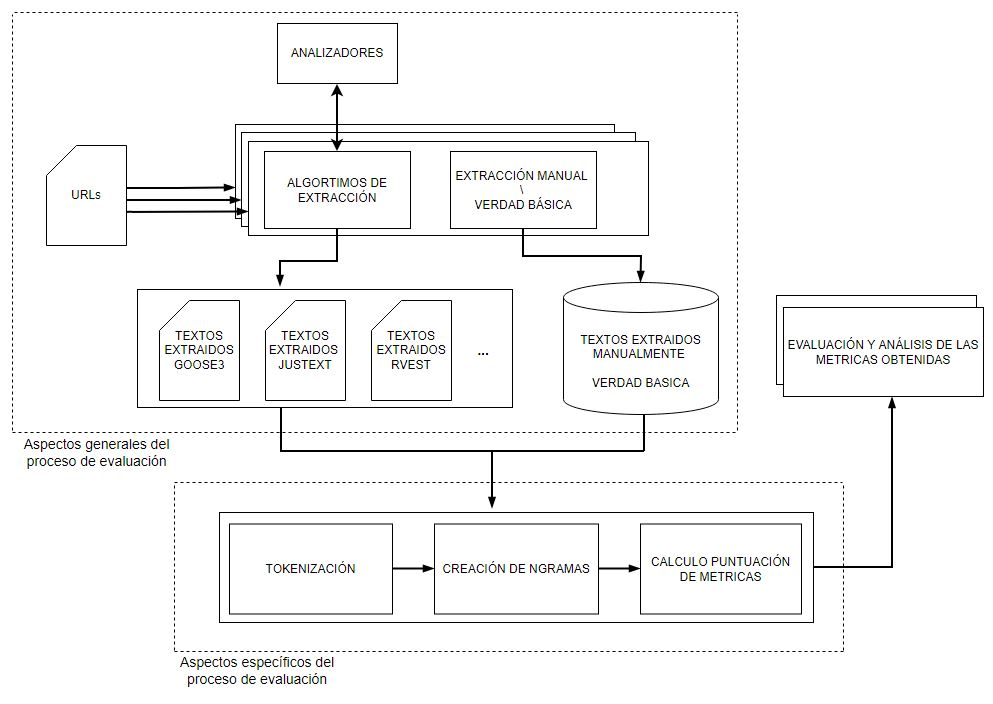 ANALIZADORES
URLs
ALGORTIMOS DE
EXTRACCIÓN
EXTRACCIÓN MANUAL
\
VERDAD BÁSICA
TEXTOS
EXTRAIDOS
GOOSE3
TEXTOS
EXTRAIDOS
JUSTEXT
TEXTOS
EXTRAIDOS
RVEST
...
TEXTOS EXTRAIDOS
MANUALMENTE
VERDAD BASICA
EVALUACIÓN Y ANÁLISIS DE LAS
METRICAS OBTENIDAS
Aspectos generales del
proceso de evaluación
TOKENIZACIÓN
CREACIÓN DE NGRAMAS
CALCULO PUNTUACIÓN
DE METRICAS
Aspectos específicos del
proceso de evaluación